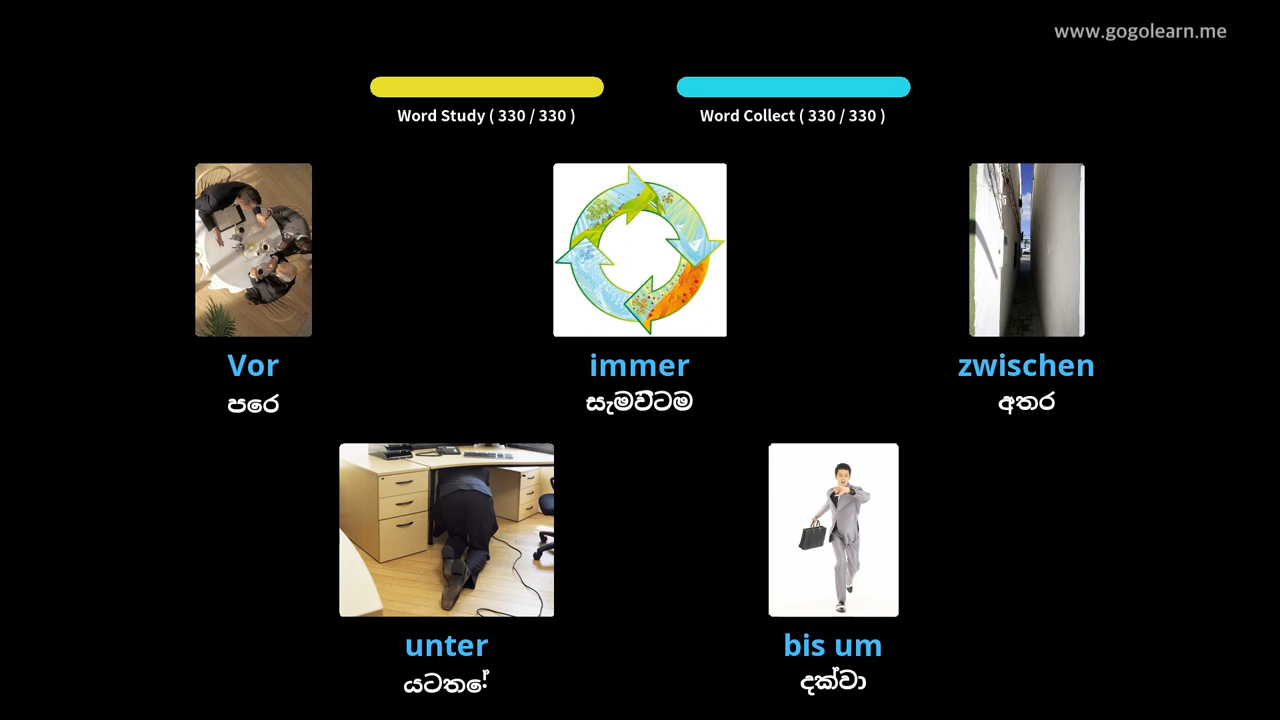 www.gogolearn.me
Word Study ( 330 / 330 )
Word Collect ( 330 / 330 )
Vor
පරෙ
immer
සැමවිටම
zwischen
අතර
unter
යටතේ
bis um
දක්වා